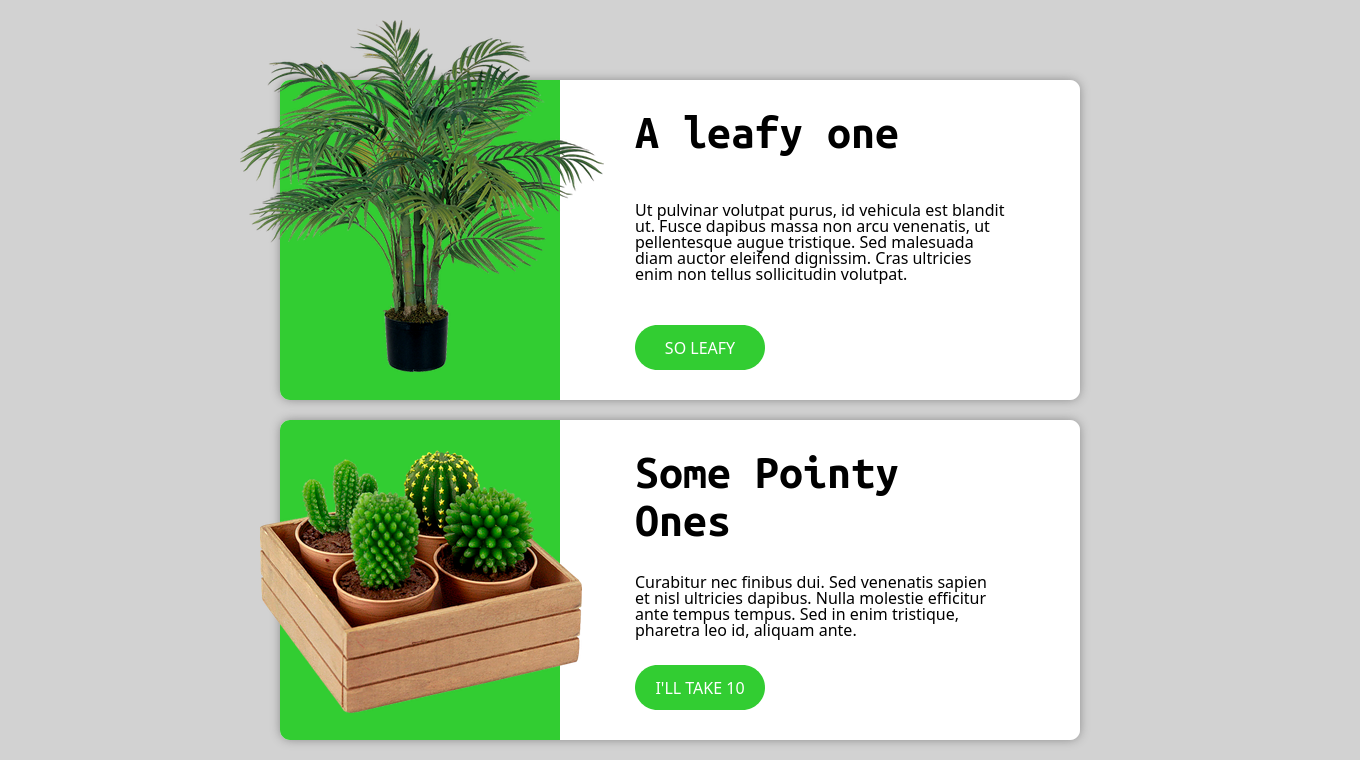 A leafy one
Ut pulvinar volutpat purus, id vehicula est blandit
ut. Fusce dapibus massa non arcu venenatis, ut
pellentesque augue tristique. Sed malesuada
diam auctor eleifend dignissim. Cras ultricies
enim non tellus sollicitudin volutpat.
SO LEAFY
Some Pointy
Ones
Curabitur nec finibus dui. Sed venenatis sapien
et nisl ultricies dapibus. Nulla molestie efficitur
ante tempus tempus. Sed in enim tristique,
pharetra leo id, aliquam ante.
I'LL TAKE 10